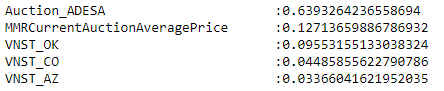 Auction_ADESA :0.6393264236558694
MMRCurrentAuctionAveragePrice :0.12713659886786932
VNST_OK :0.09553155133038324
VNST_CO :0.04485855622790786
VNST_AZ :0.03366041621952035